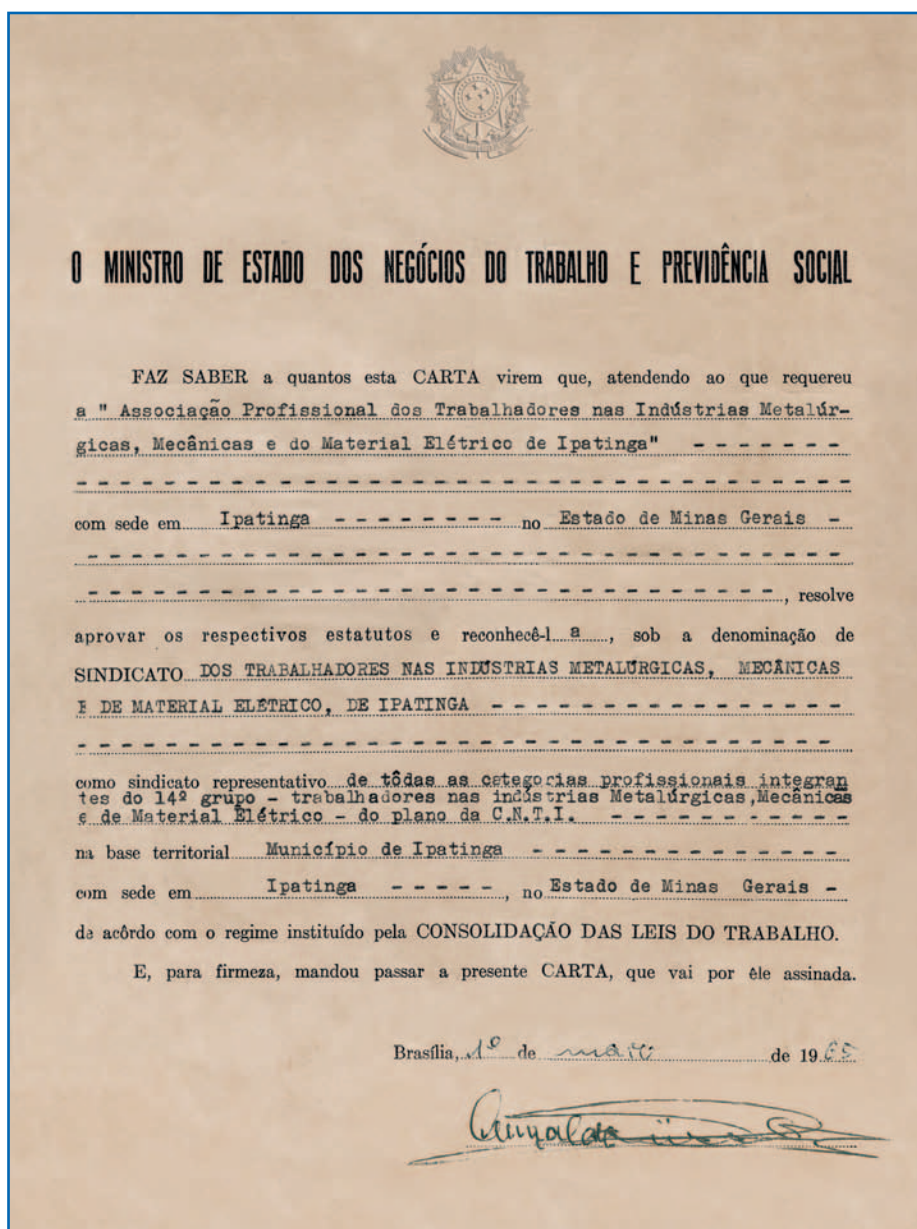 O MINISTRO DE ESTADO DOS NEGÓCIOS DO TRABALHO E PREVIDÊNCIA SOCIAL
FAZ SABER a quantos esta CARTA virem que, atendendo ao que requereu
a " Associação Profissional dos Trabalhadores nas Indústrias Metalúr-
gicas, Mecânicas e do Material Elétrico de Ipatinga" - - - - - - -
- - - - - - - - - - - - - - - - - - - - - - - - - - - - - - - - -
com sede em Ipatinga - - - - - - - - no Estado de Minas Gerais -
- - - - - - - - - - - - - - - - - - - - - - - - - - - - - - - - -
- - - - - - - - - - - - - - - - - - - - - - - - - - - - - -, resolve
aprovar os respectivos estatutos e reconhecê-l a , sob a denominação de
SINDICATO DOS TRABALHADORES NAS INDÚSTRIAS METALÚRGICAS, MECÂNICAS
E DE MATERIAL ELÉTRICO, DE IPATINGA - - - - - - - - - - - - - - - -
- - - - - - - - - - - - - - - - - - - - - - - - - - - - - - - - -
como sindicato representativo de tôdas as categorias profissionais integran
tes do 14º grupo - trabalhadores nas indústrias Metalúrgicas,Mecânicas
e de Material Elétrico - do plano da C.N.T.I. - - - - - - - - - - -
na base territorial Município de Ipatinga - - - - - - - - - - - - - -
com sede em Ipatinga - - - - -, no Estado de Minas Gerais -
de acôrdo com o regime instituído pela CONSOLIDAÇÃO DAS LEIS DO TRABALHO.
E, para firmeza, mandou passar a presente CARTA, que vai por êle assinada.
Brasília, 1º de maio de 1965